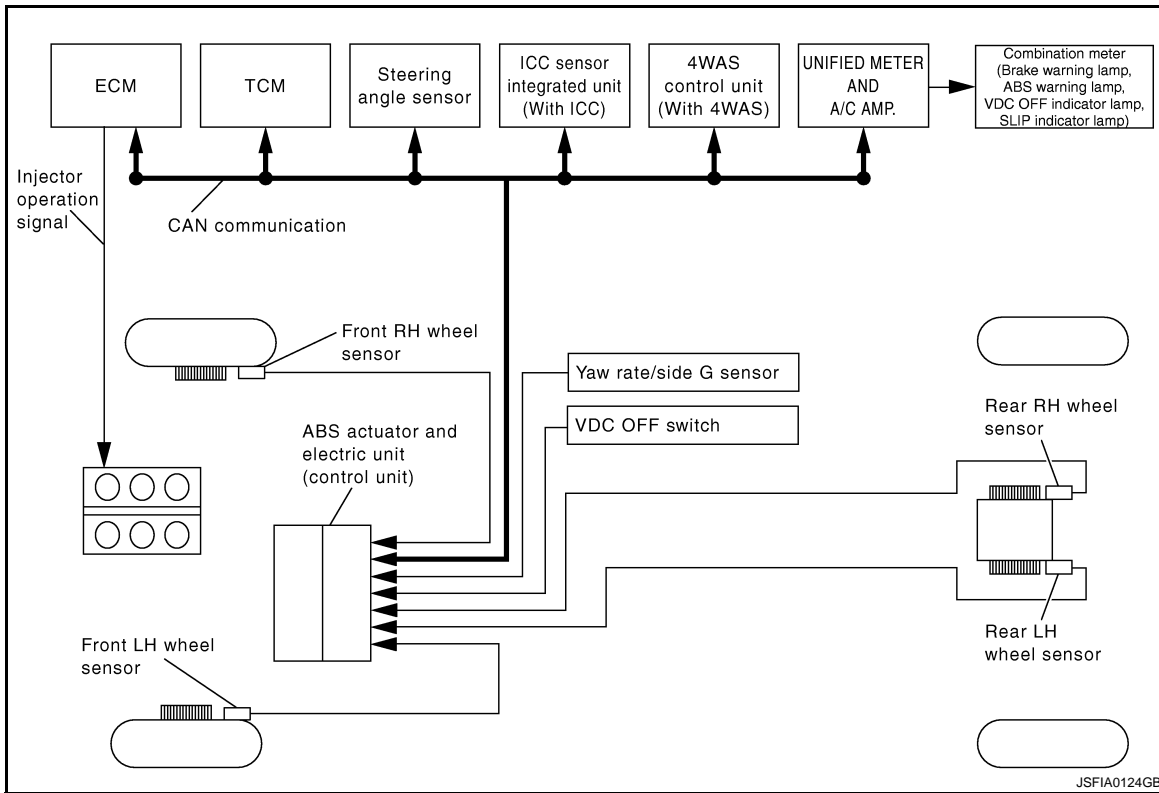 ECM
TCM
Steering
angle sensor
ICC sensor
integrated unit
(With ICC)
4WAS
control unit
(With 4WAS)
UNIFIED METER
AND
A/C AMP.
Combination meter
(Brake warning lamp,
ABS warning lamp,
VDC OFF indicator lamp,
SLIP indicator lamp)
Injector
operation
signal
CAN communication
Front RH wheel
sensor
Yaw rate/side G sensor
VDC OFF switch
Rear RH wheel
sensor
ABS actuator and
electric unit
(control unit)
Front LH wheel
sensor
Rear LH
wheel sensor
JSFIA0124GB